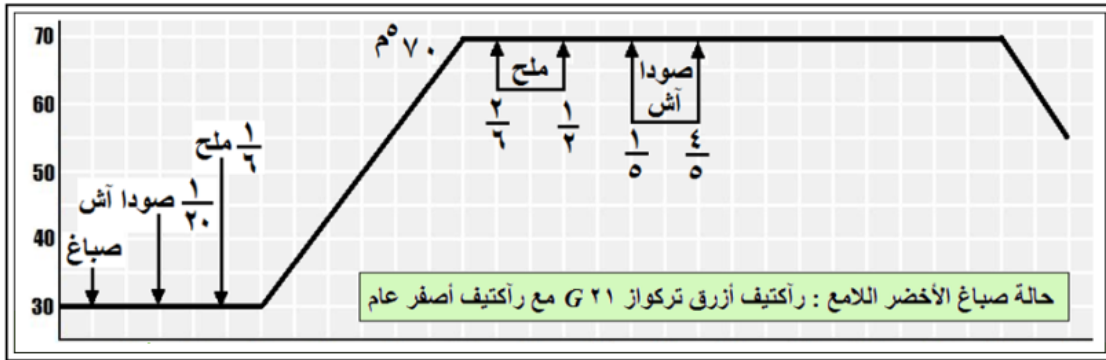 70
60
50
40
30
٧٠ °م
ملح
٢/٦
١/٢
صودا
آش
١/٥
٤/٥
١/٦ ملح
١/٢٠ صودا آش
صباغ
حالة صباغ الأخضر اللامع : رآكتيف أزرق تركواز ٢١ G مع رآكتيف أصفر عام